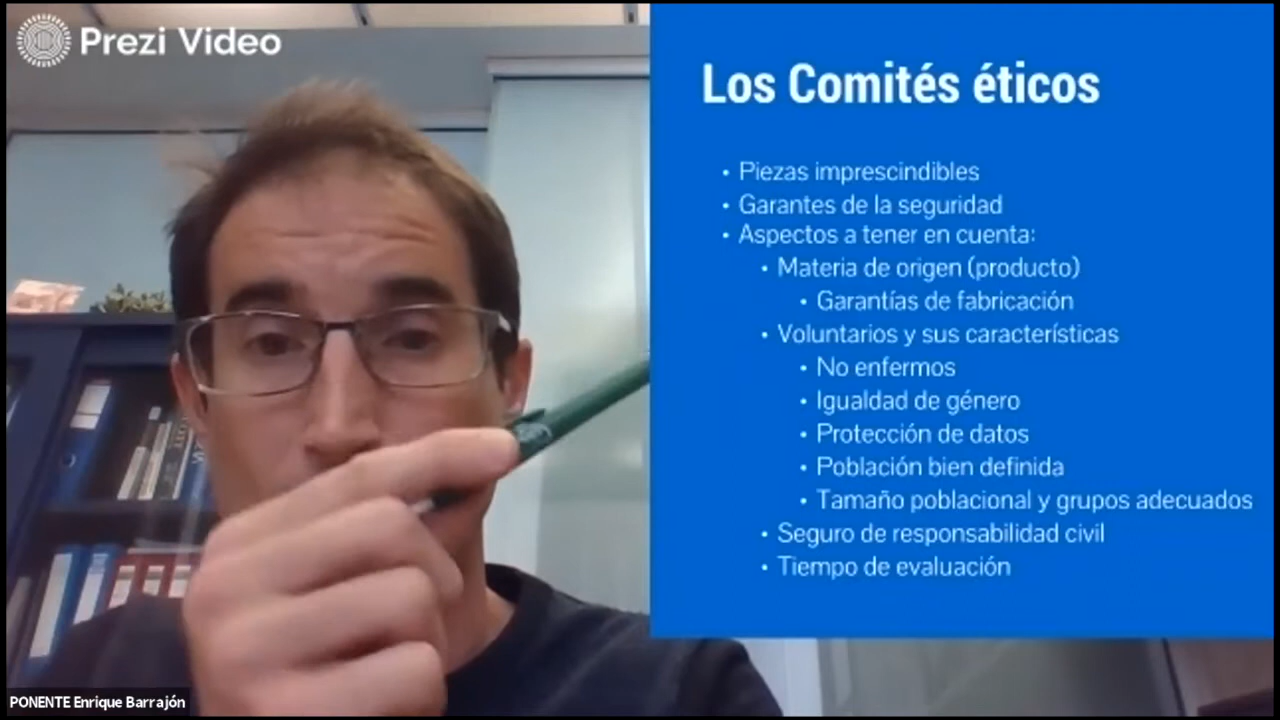 Prezi Video
Los Comités éticos
• Piezas imprescindibles
• Garantes de la seguridad
• Aspectos a tener en cuenta:
• Materia de origen (producto)
• Garantías de fabricación
• Voluntarios y sus características
• No enfermos
• Igualdad de género
• Protección de datos
• Población bien definida
• Tamaño poblacional y grupos adecuados
• Seguro de responsabilidad civil
• Tiempo de evaluación
PONENTE Enrique Barrajón